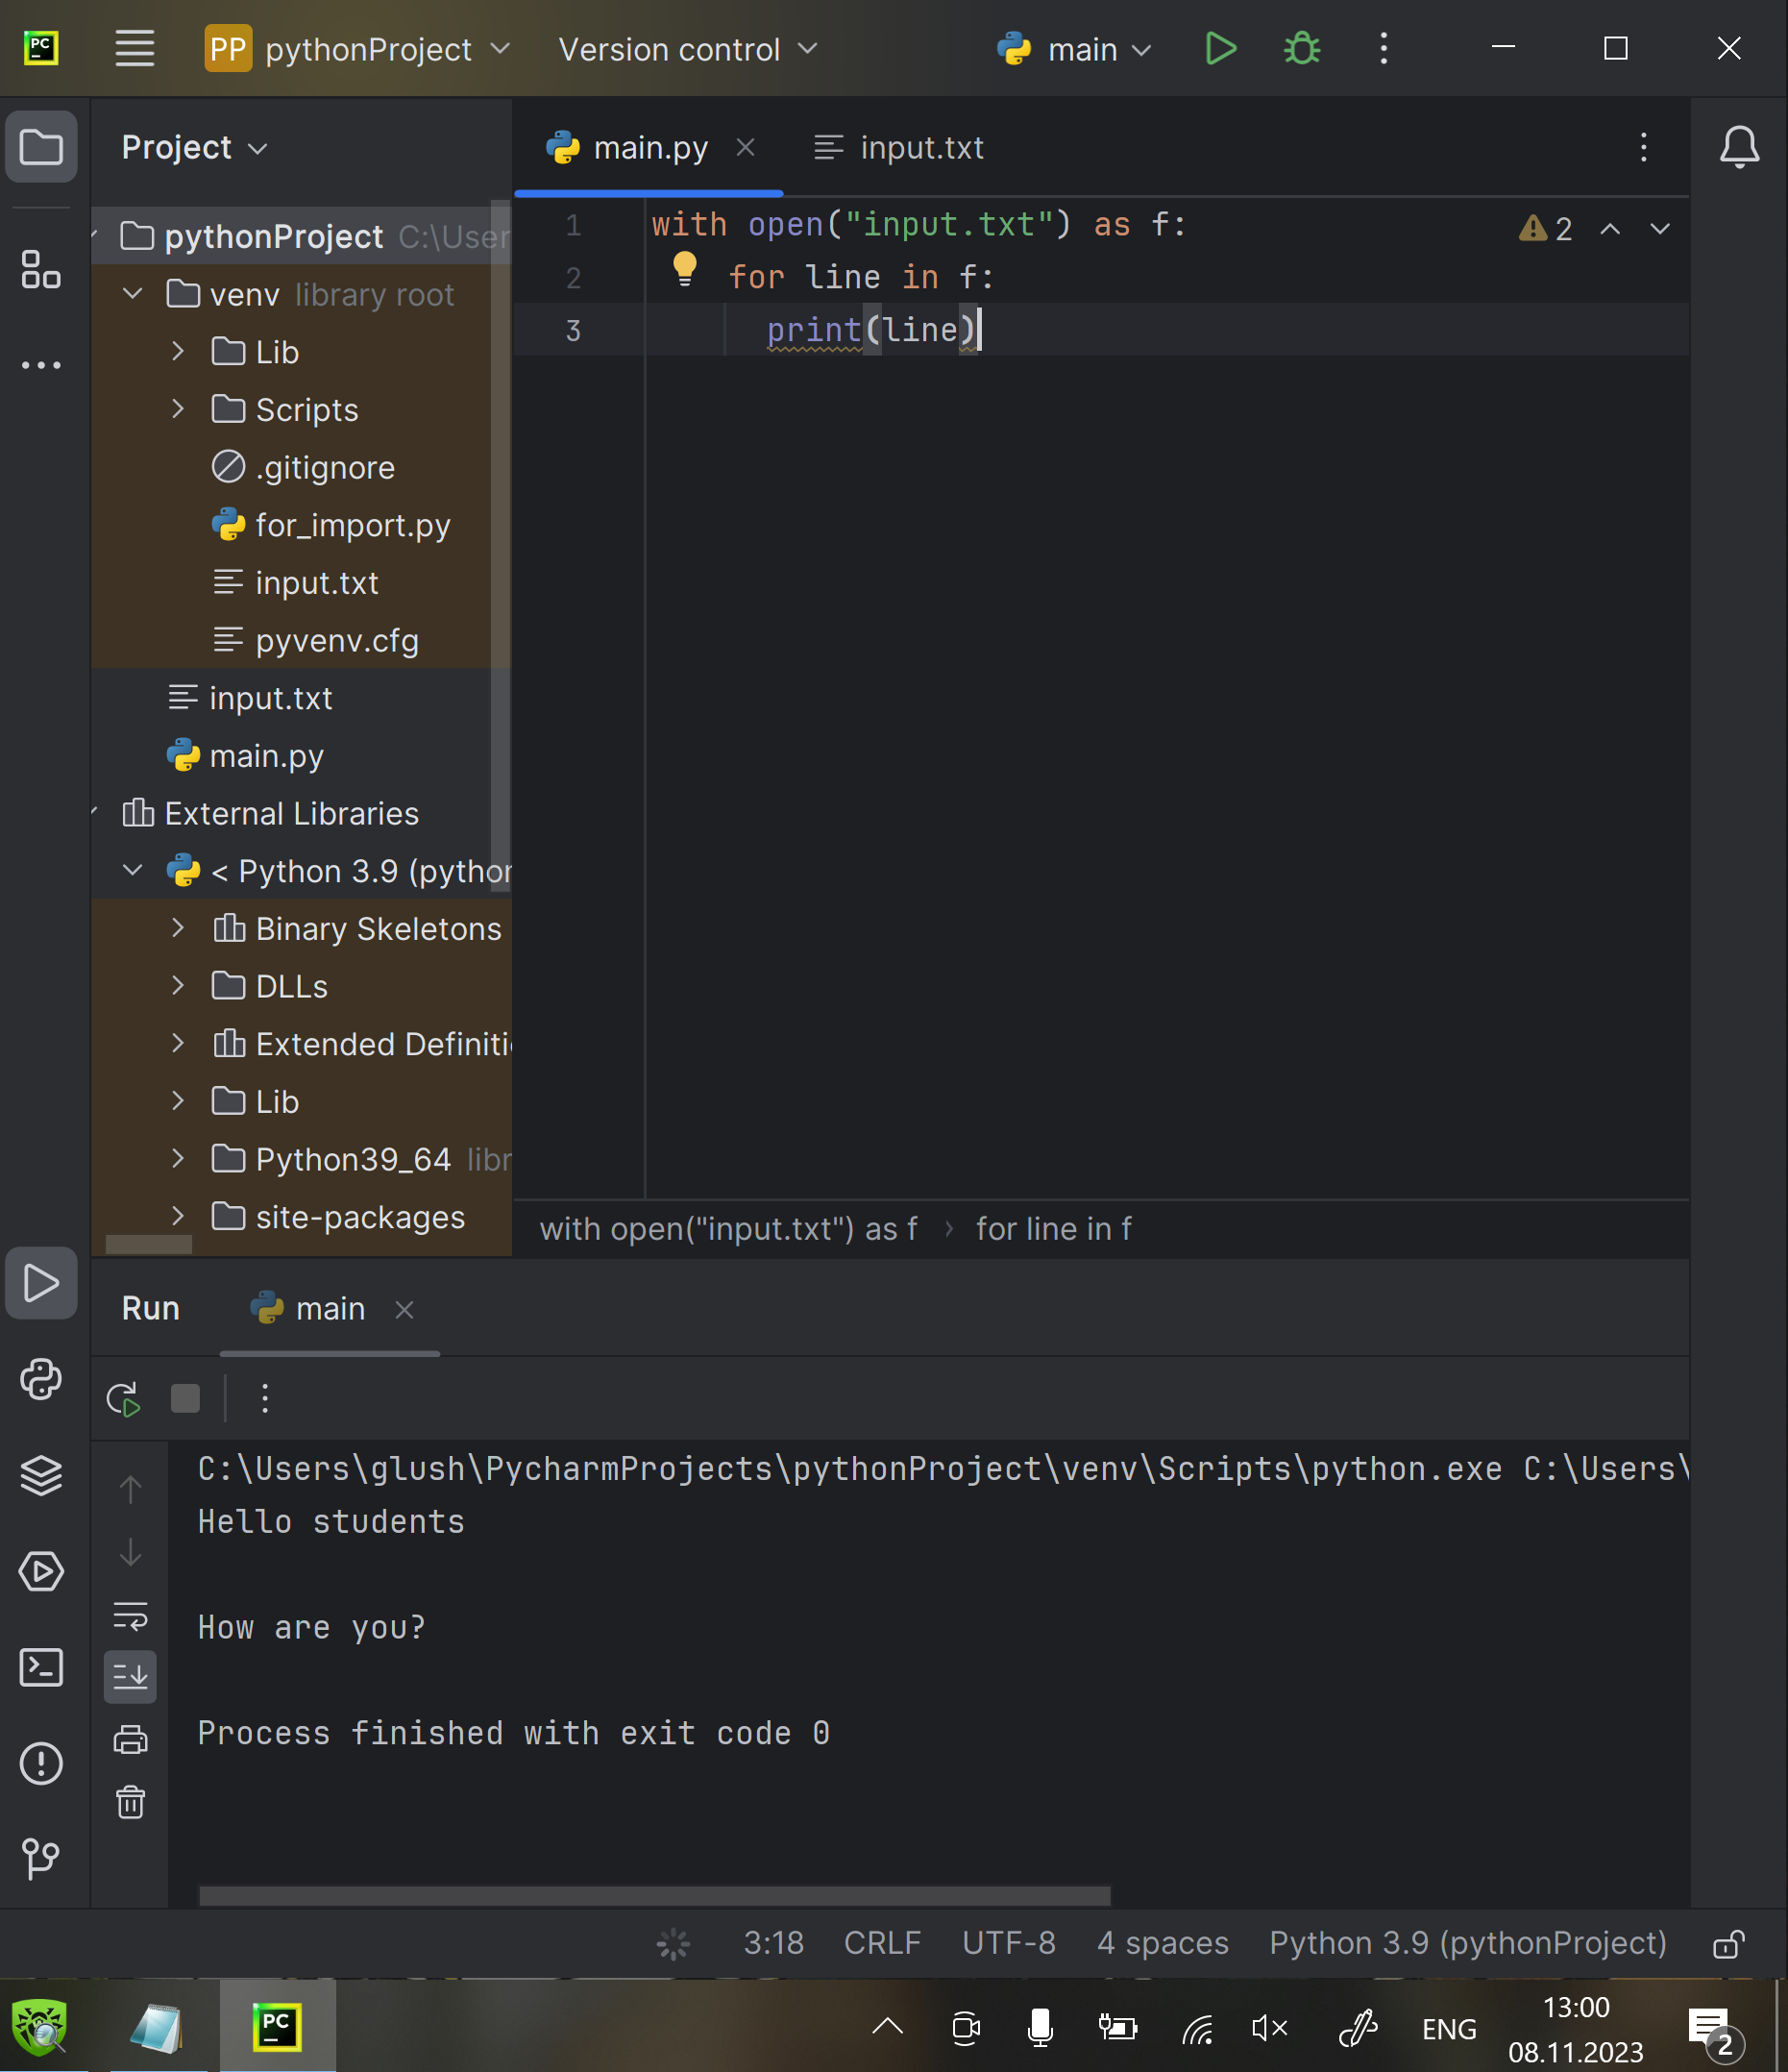 PC
PP pythonProject
Version control
main
Project
main.py
input.txt
pythonProject C:\User
venv library root
Lib
Scripts
.gitignore
for_import.py
input.txt
pyvenv.cfg
input.txt
main.py
External Libraries
< Python 3.9 (python
Binary Skeletons
DLLs
Extended Definiti
Lib
Python39_64 libr
site-packages
1 with open("input.txt") as f:
2 for line in f:
3 print(line)
2
with open("input.txt") as f › for line in f
Run
main
C:\Users\glush\PycharmProjects\pythonProject\venv\Scripts\python.exe C:\Users\
Hello students
How are you?
Process finished with exit code 0
3:18 CRLF UTF-8 4 spaces Python 3.9 (pythonProject)
PC
ENG
13:00
08.11.2023
2